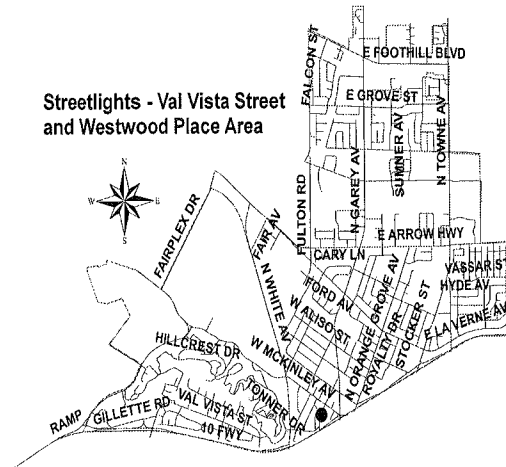 FALCON ST
E FOOTHILL BLVD
Streetlights - Val Vista Street
and Westwood Place Area
E GROVE ST
SUMNER AV
N TOWNE AV
N GAREY AV
N
W
E
S
FULTON RD
FAIRPLEX DR
FAIR AV
E ARROW HWY
CARY LN
N WHITE AV
VASSAR ST
HYDE AV
FORD AV
W ALISO ST
N ORANGE GROVE AV
ROYALTY DR
STOCKER ST
E LA VERNE AV
HILLCREST DR
W MCKINLEY AV
TONNER DR
VAL VISTA ST
GILLETTE RD
RAMP
10 FWY